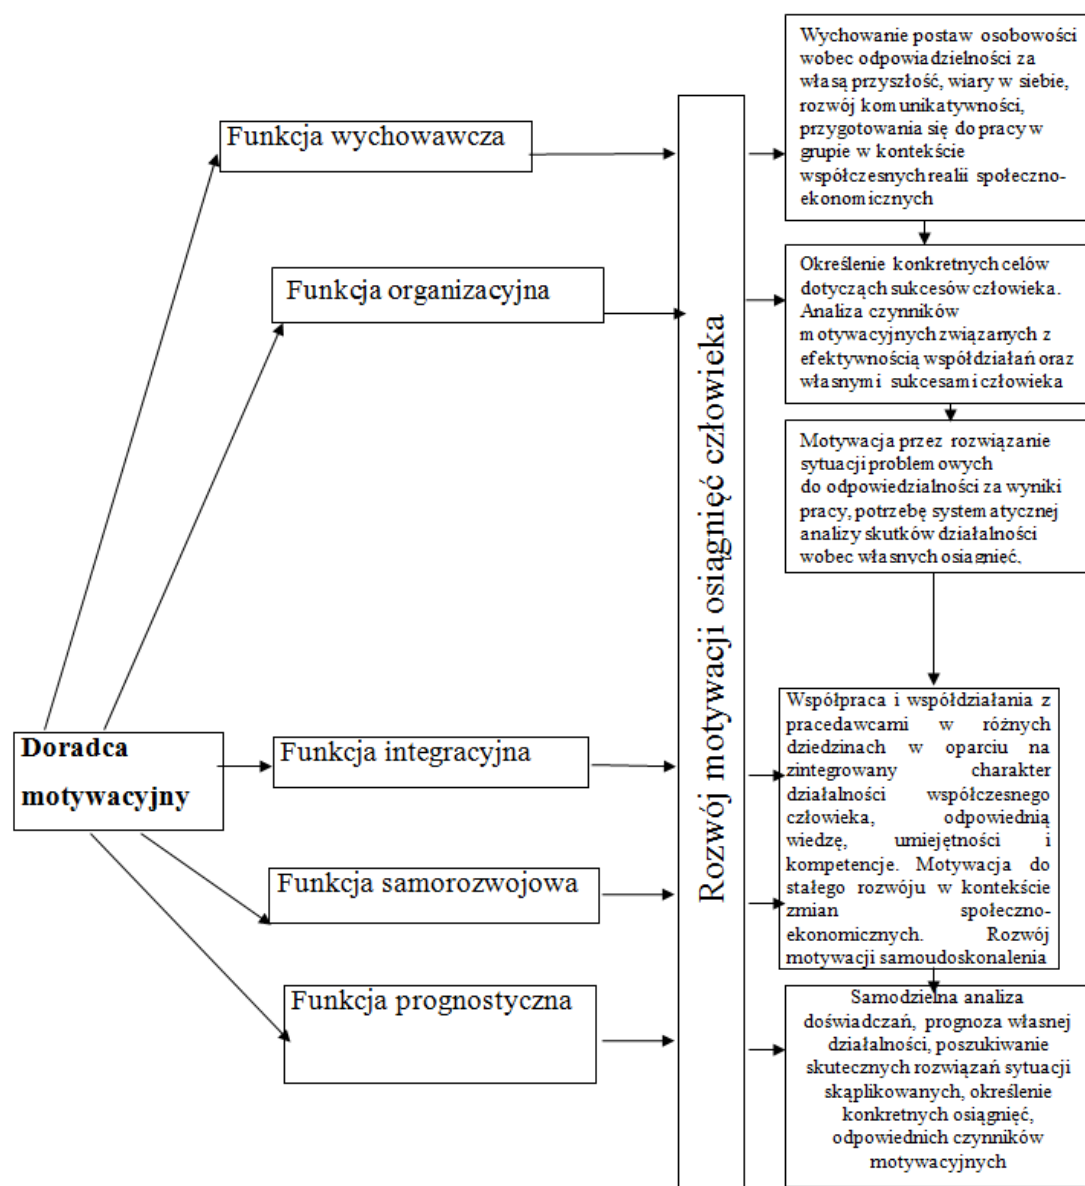 Doradca
motywacyjny
Funkcja wychowawcza
Funkcja organizacyjna
Funkcja integracyjna
Funkcja samorozwojowa
Funkcja prognostyczna
Rozwój motywacji osiągnięć człowieka
Wychowanie postaw osobowości
wobec odpowiadzielności za
własą przyszłość, wiary w siebie,
rozwój komunikatywności,
przygotowania się do pracy w
grupie w kontekście
współczesnych realii społeczno-
ekonomicznych
Określenie konkretnych celów
dotycząch sukcesów człowieka.
Analiza czynników
motywacyjnych związanych z
efektywnością współdziałań oraz
własnymi sukcesami człowieka
Motywacja przez rozwiązanie
sytuacji problemowych
do odpowiedzialności za wyniki
pracy, potrzebę systematycznej
analizy skutków działalności
wobec własnych osiągnięć,
Współpraca i współdziałania z
pracedawcami w różnych
dziedzinach w oparciu na
zintegrowany charakter
działalności współczesnego
człowieka, odpowiednią
wiedzę, umiejętności i
kompetencje. Motywacja do
stałego rozwóju w kontekście
zmian społeczno-
ekonomicznych. Rozwój
motywacji samoudoskonalenia
Samodzielna analiza
doświadczań, prognoza własnej
działalności, poszukiwanie
skutecznych rozwiązań sytuacji
skąplikowanych, określenie
konkretnych osiągnięć,
odpowiednich czynników
motywacyjnych